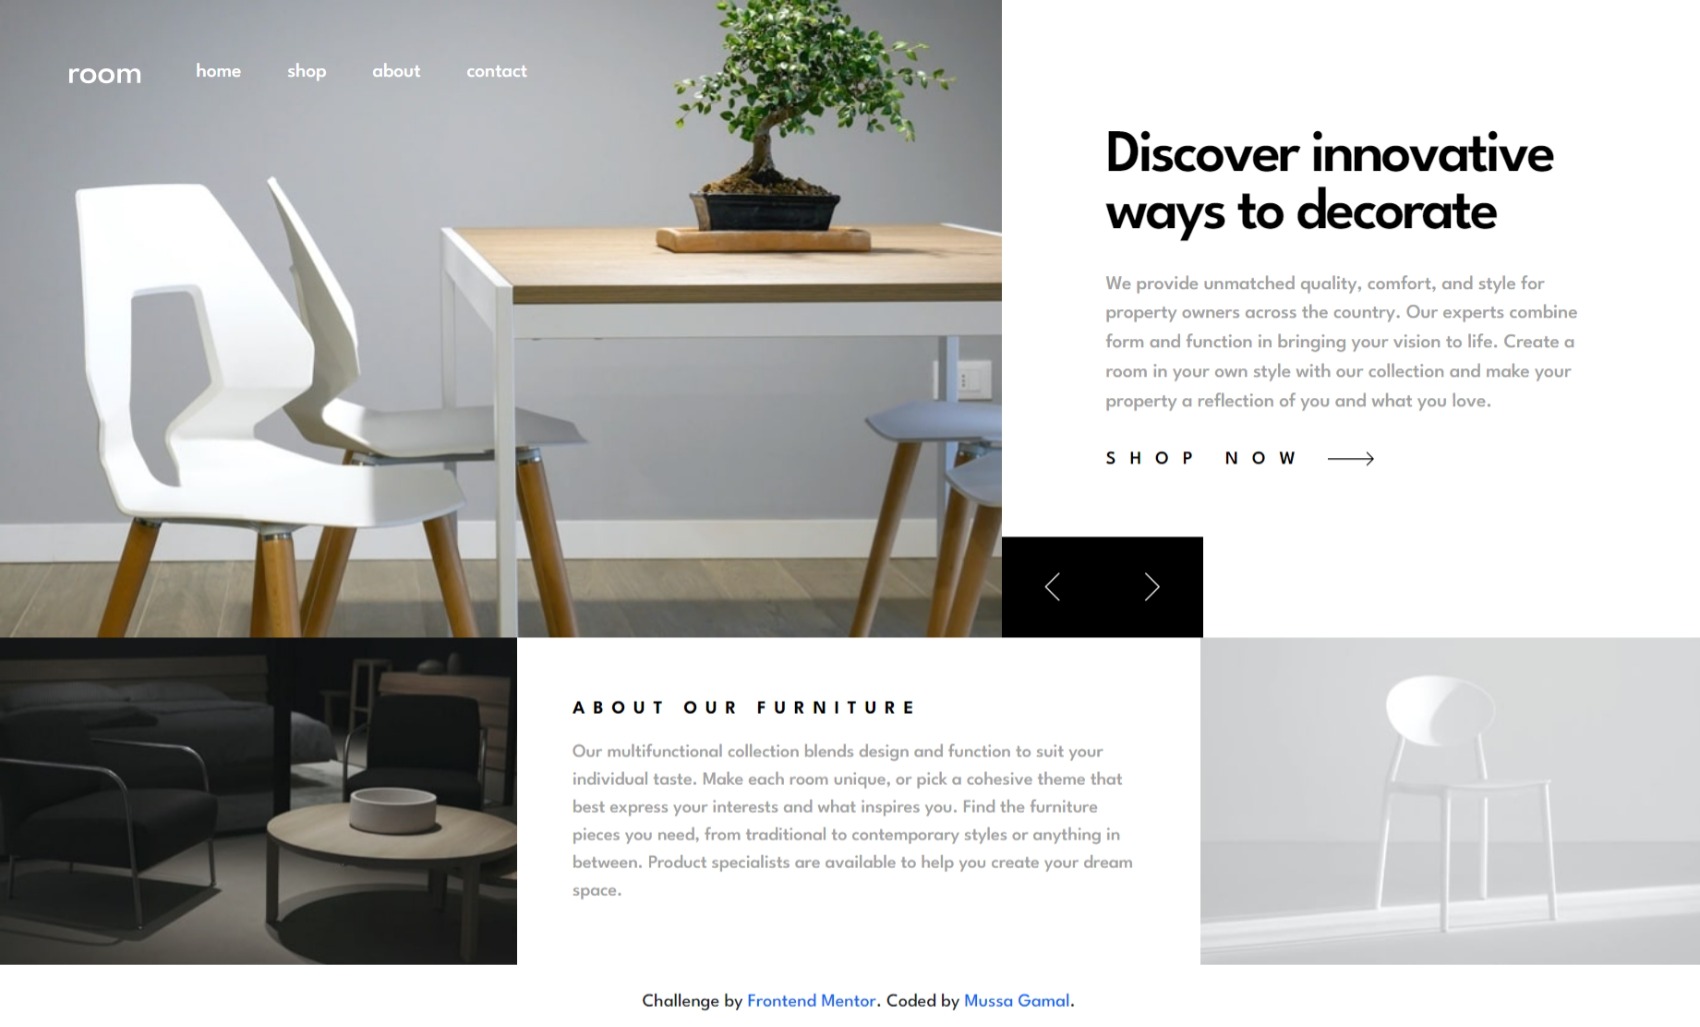 room
home shop about contact
Discover innovative
ways to decorate
We provide unmatched quality, comfort, and style for
property owners across the country. Our experts combine
form and function in bringing your vision to life. Create a
room in your own style with our collection and make your
property a reflection of you and what you love.
SHOP NOW
ABOUT OUR FURNITURE
Our multifunctional collection blends design and function to suit your
individual taste. Make each room unique, or pick a cohesive theme that
best express your interests and what inspires you. Find the furniture
pieces you need, from traditional to contemporary styles or anything in
between. Product specialists are available to help you create your dream
space.
Challenge by Frontend Mentor. Coded by Mussa Gamal.